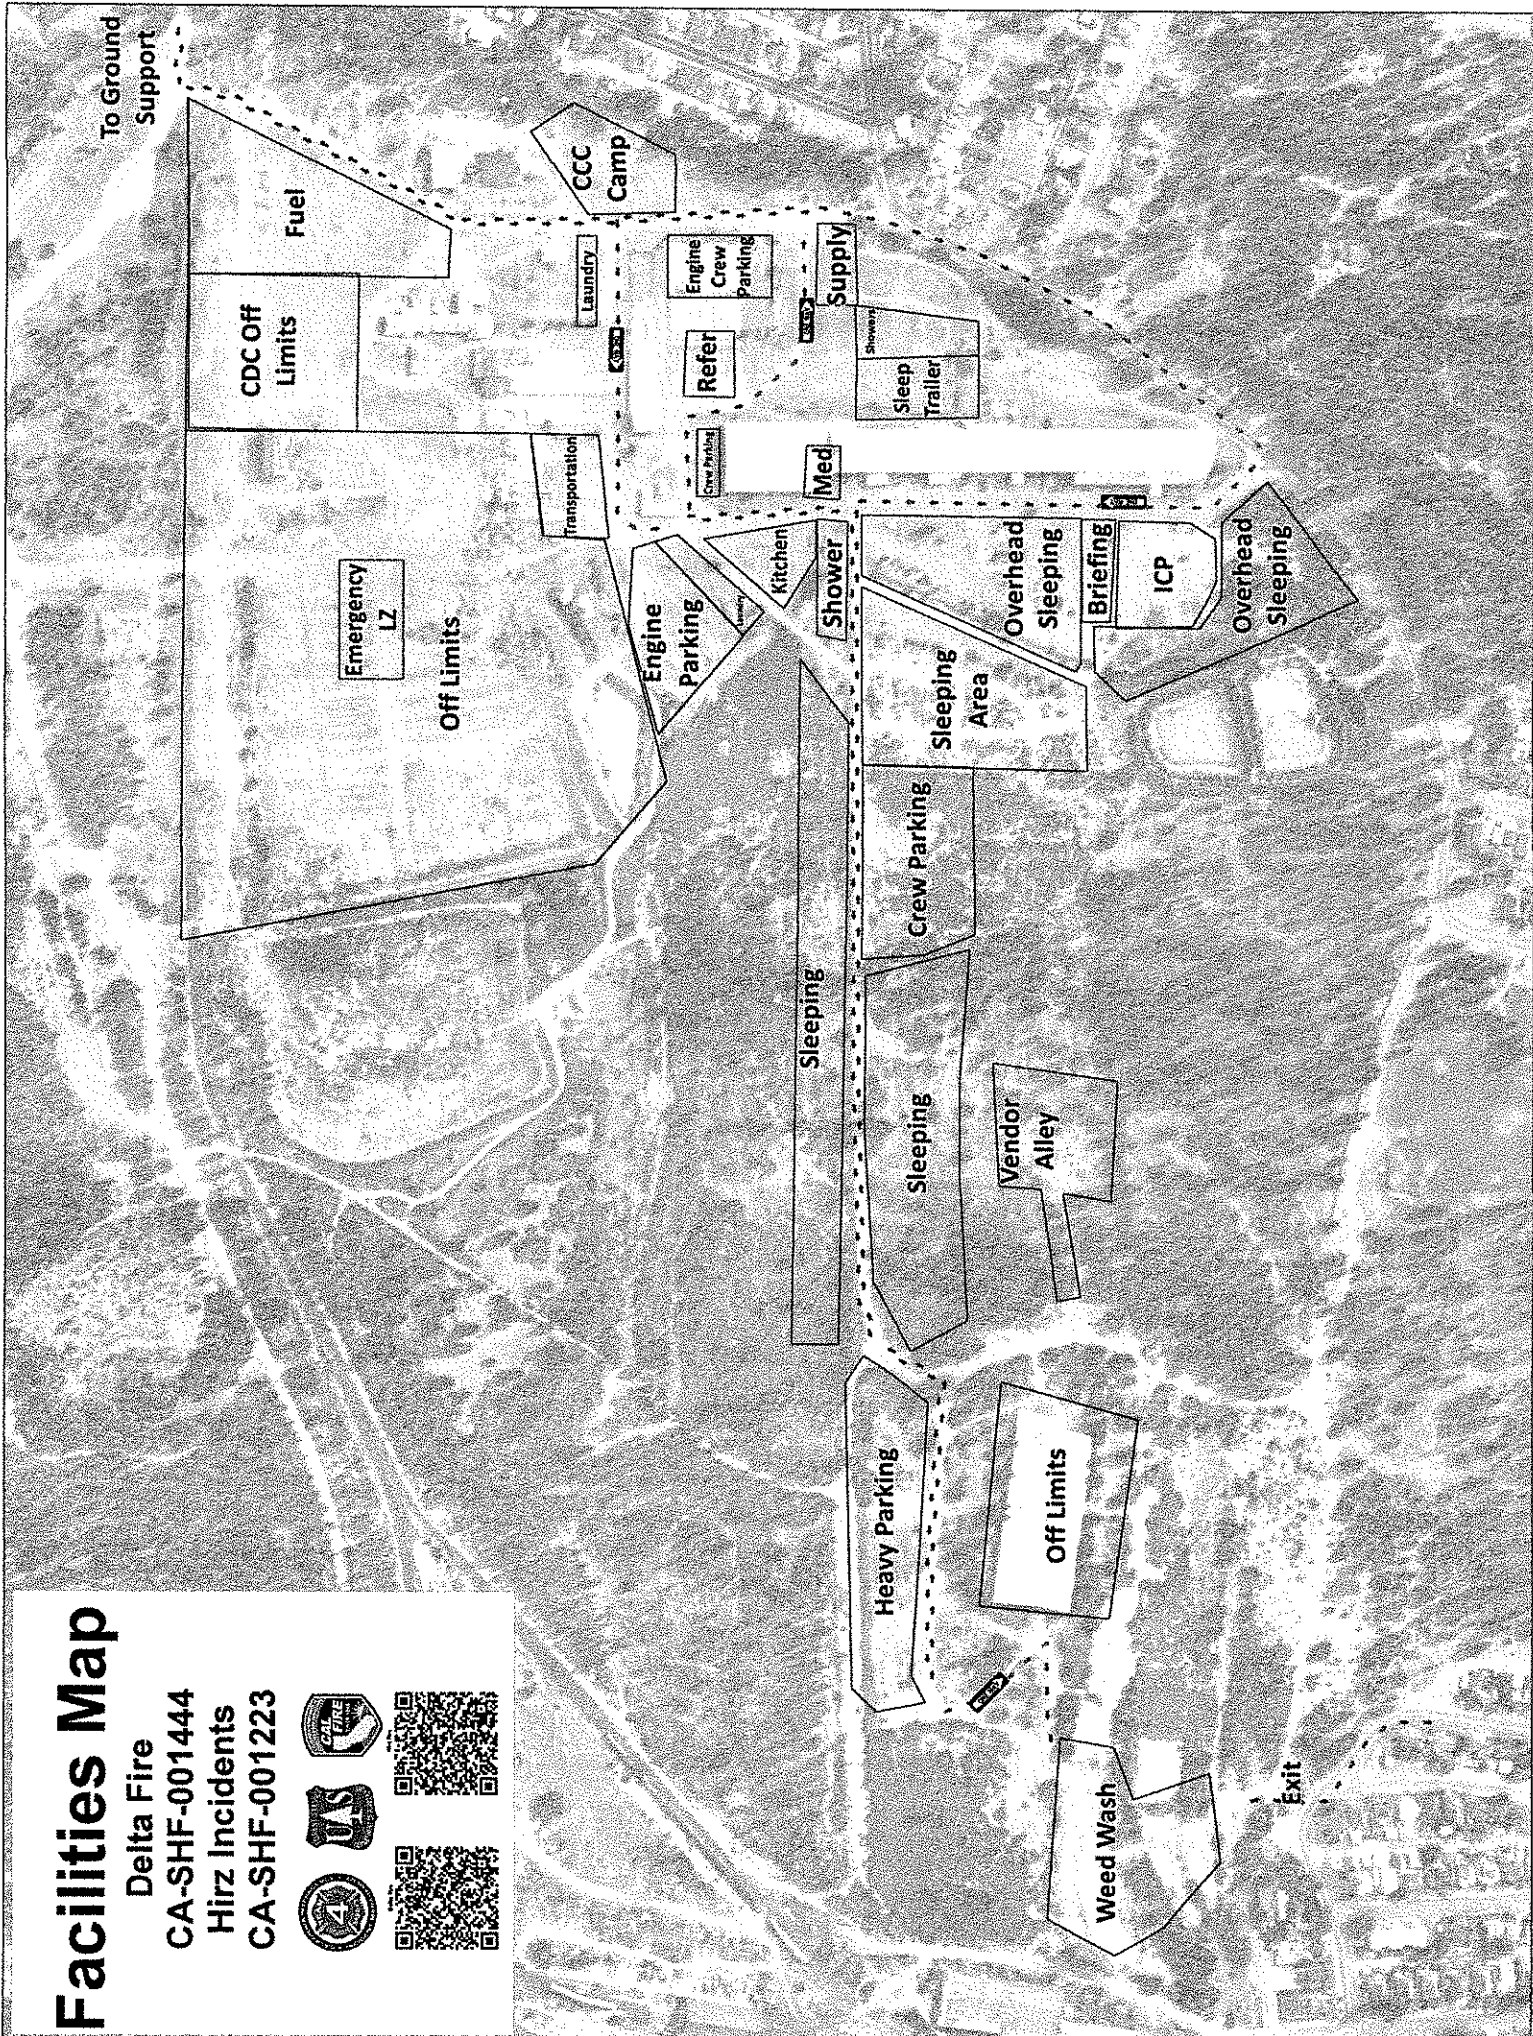 Facilities Map
Delta Fire
CA-SHF-001444
Hirz Incidents
CA-SHF-001223
To Ground
Support
Fuel
CDC Off
Limits
CCC
Camp
Laundry
Engine
Crew
Parking
Supply
Refer
Showers
Sleep
Trailer
Transportation
Crew Parking
Med
Emergency
LZ
Off Limits
Engine
Parking
Kitchen
Shower
Overhead
Sleeping
Briefing
ICP
Overhead
Sleeping
Sleeping
Area
Crew Parking
Sleeping
Sleeping
Vendor
Alley
Heavy Parking
Off Limits
Weed Wash
Exit